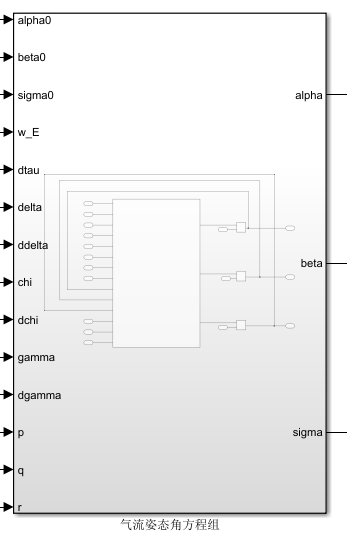 alpha0
beta0
sigma0
alpha
w_E
dtau
delta
ddelta
beta
chi
dchi
gamma
dgamma
p
sigma
q
r
气流姿态角方程组